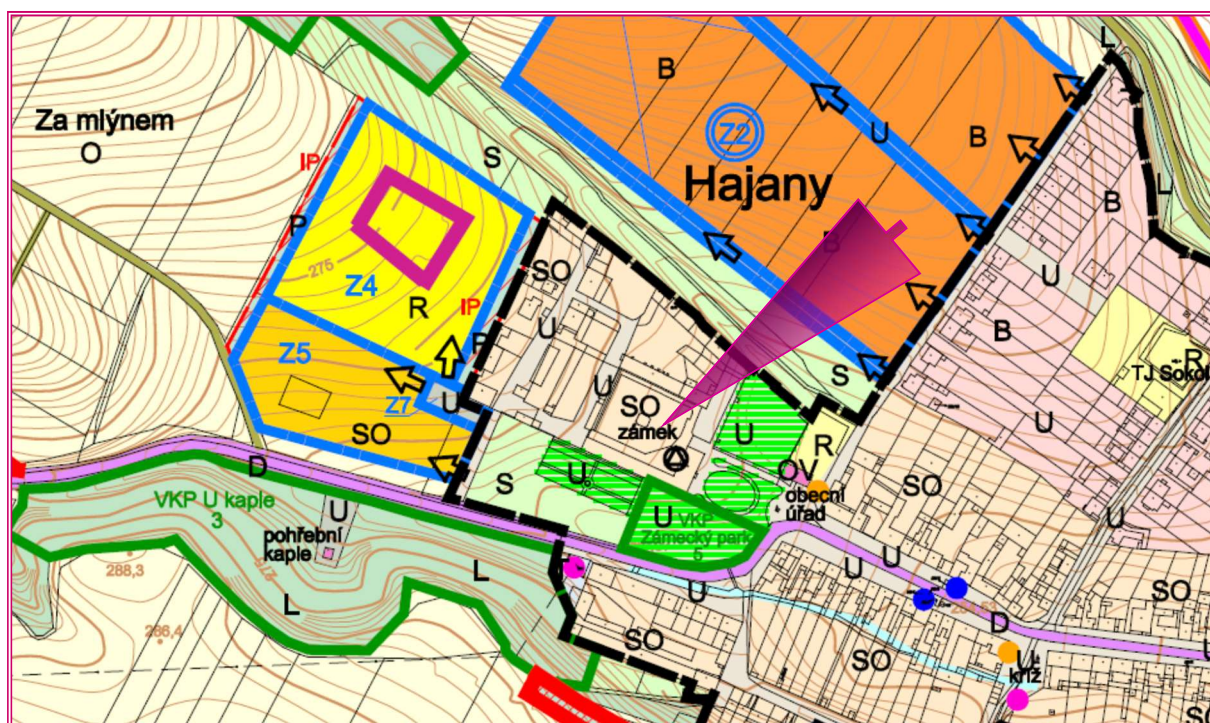 L
B
Za mlýnem
O
IP
S
Z2
U
B
Hajany
P
SO
B
B
L
275
Z4
R
IP
P
U
U
Z5
Z7
U
U
SO
zámek
S
B
R
TJ Sokol
SO
U
R
U
D
VKP U kaple
3
U
S
U
OV
obecní
úřad
SO
U
U
VKP
Zámecký park
5
pohřební
kaple
288,3
L
L
U
U
U
D
SO
286,4
SO
SO
U
kříž
U
SO